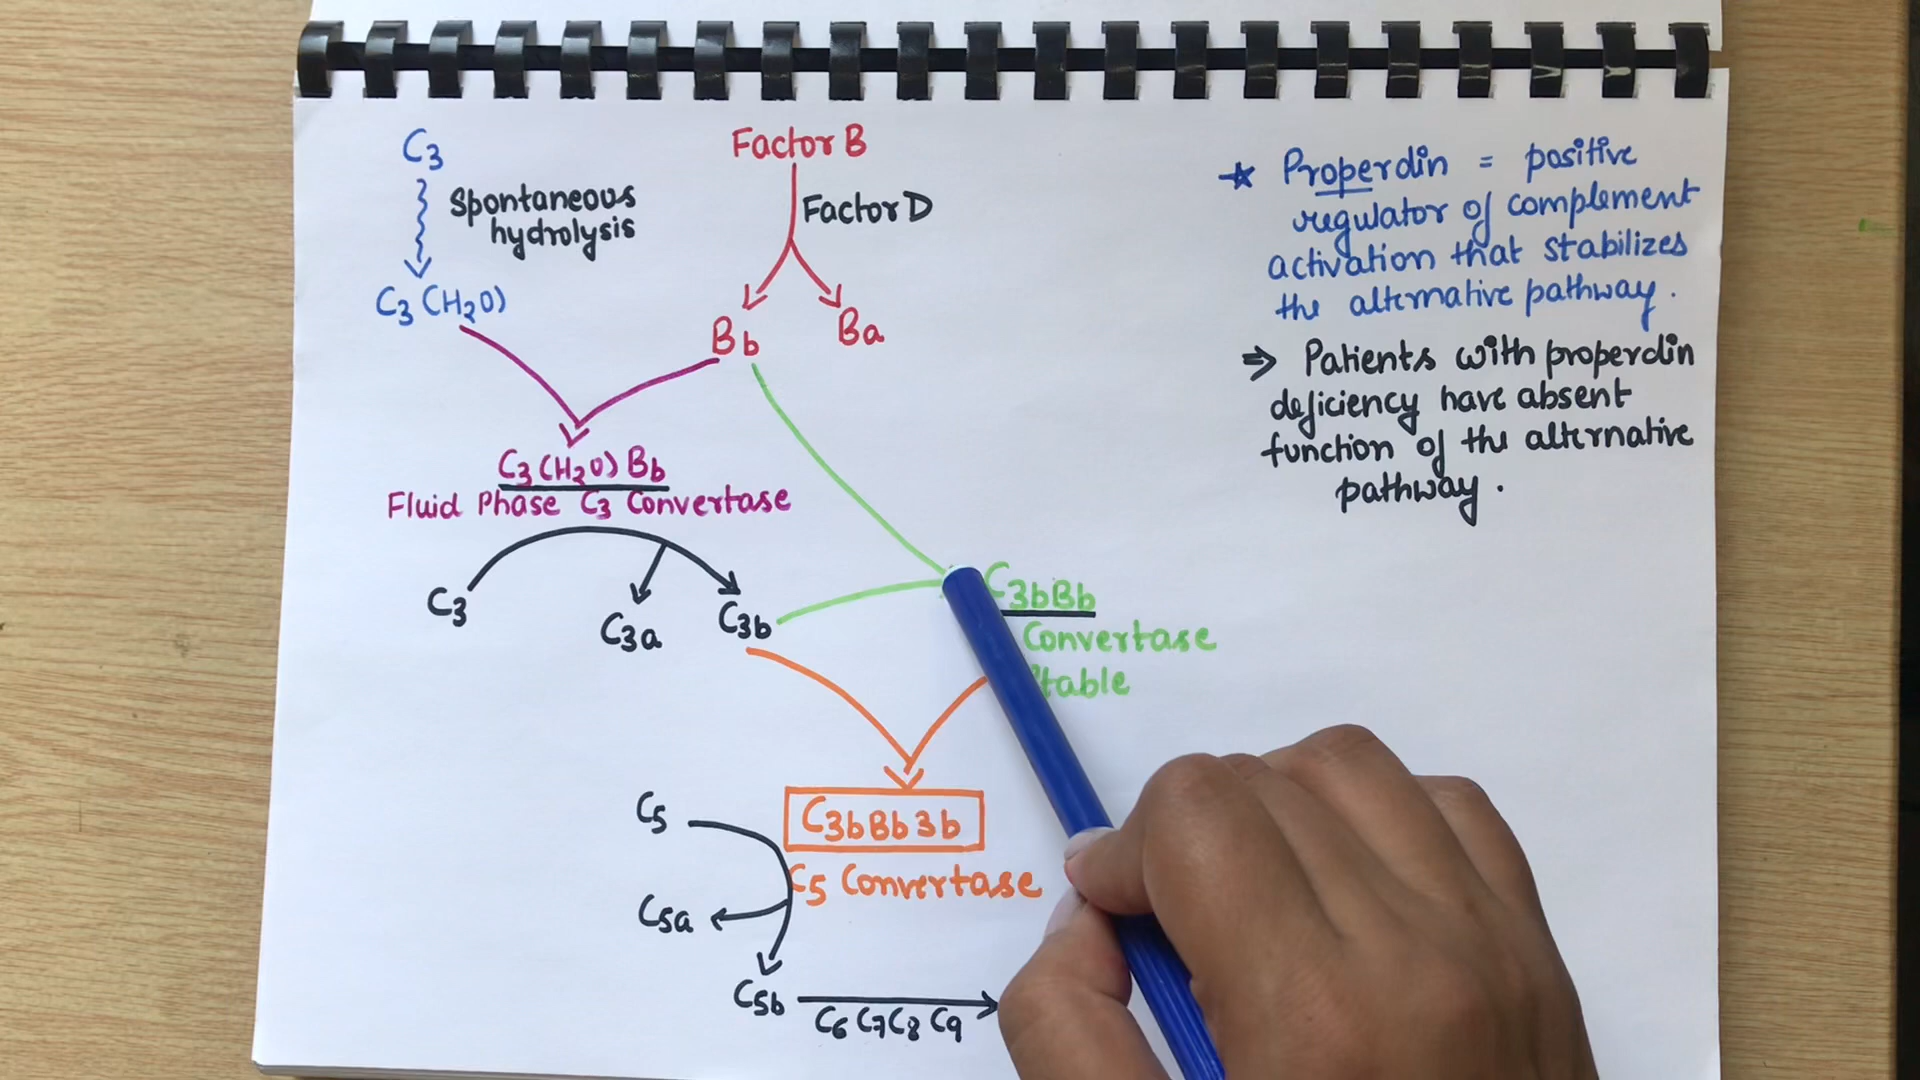 C3
Spontaneous
hydrolysis
C3 (H2O)
Factor B
Factor D
Bb
Ba
C3(H2O) Bb
Fluid Phase C3 Convertase
C3
C3a
C3b
C3bBb
Convertase
C5
C3bBb3b
C5 Convertase
C5a
C5b
C6 C7 C8 C9
★ Properdin = positive
regulator of complement
activation that stabilizes
the alternative pathway.
⇒ Patients with properdin
deficiency have absent
function of the alternative
pathway.